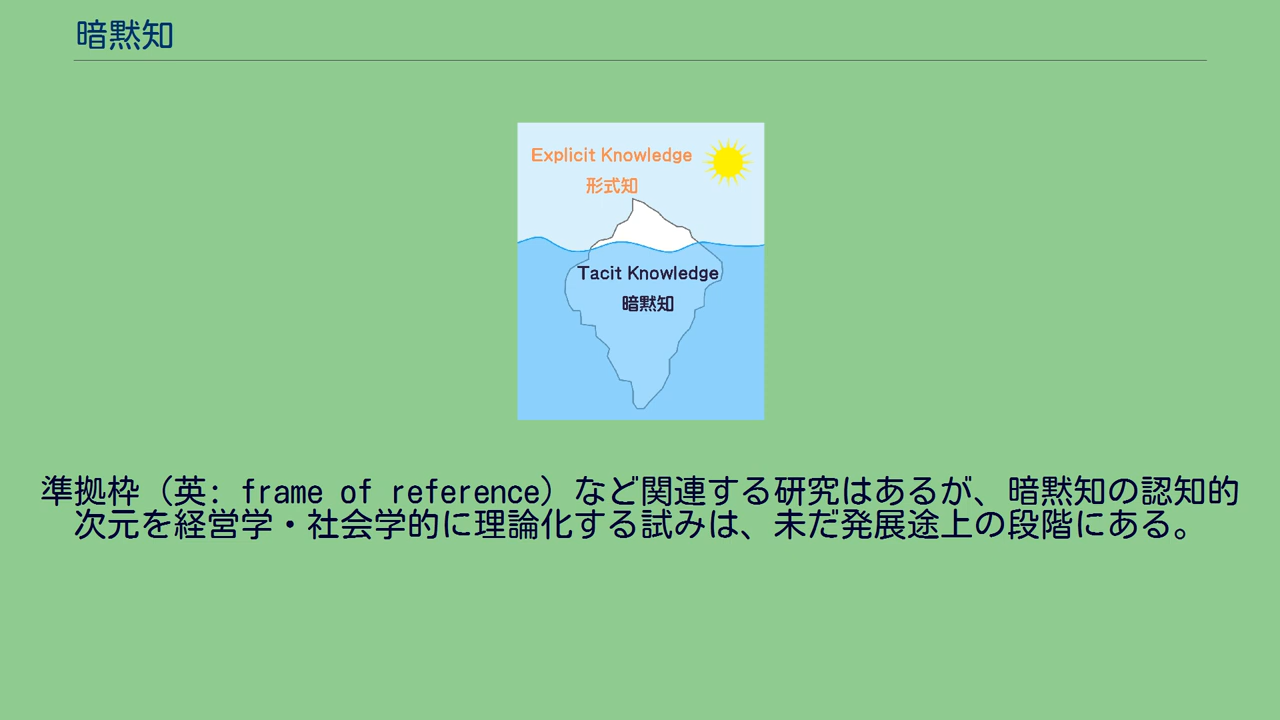 暗黙知
Explicit Knowledge
形式知
Tacit Knowledge
暗黙知
準拠枠（英: frame of reference）など関連する研究はあるが、暗黙知の認知的
次元を経営学・社会学的に理論化する試みは、未だ発展途上の段階にある。